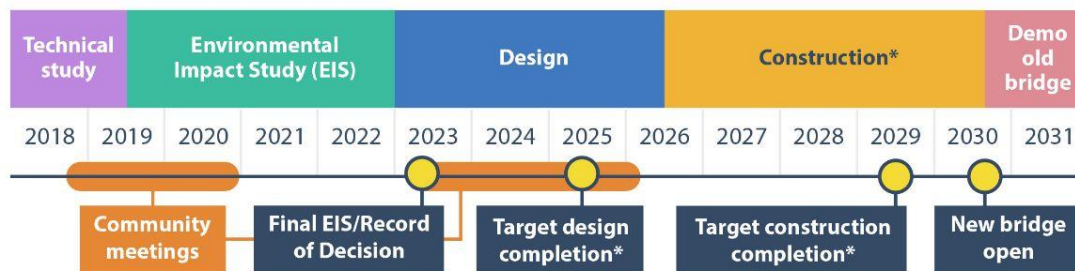 Technical
study
Environmental
Impact Study (EIS)
Design
Construction*
Demo
old
bridge
2018 2019 2020 2021 2022 2023 2024 2025 2026 2027 2028 2029 2030 2031
Community
meetings
Final EIS/Record
of Decision
Target design
completion*
Target construction
completion*
New bridge
open